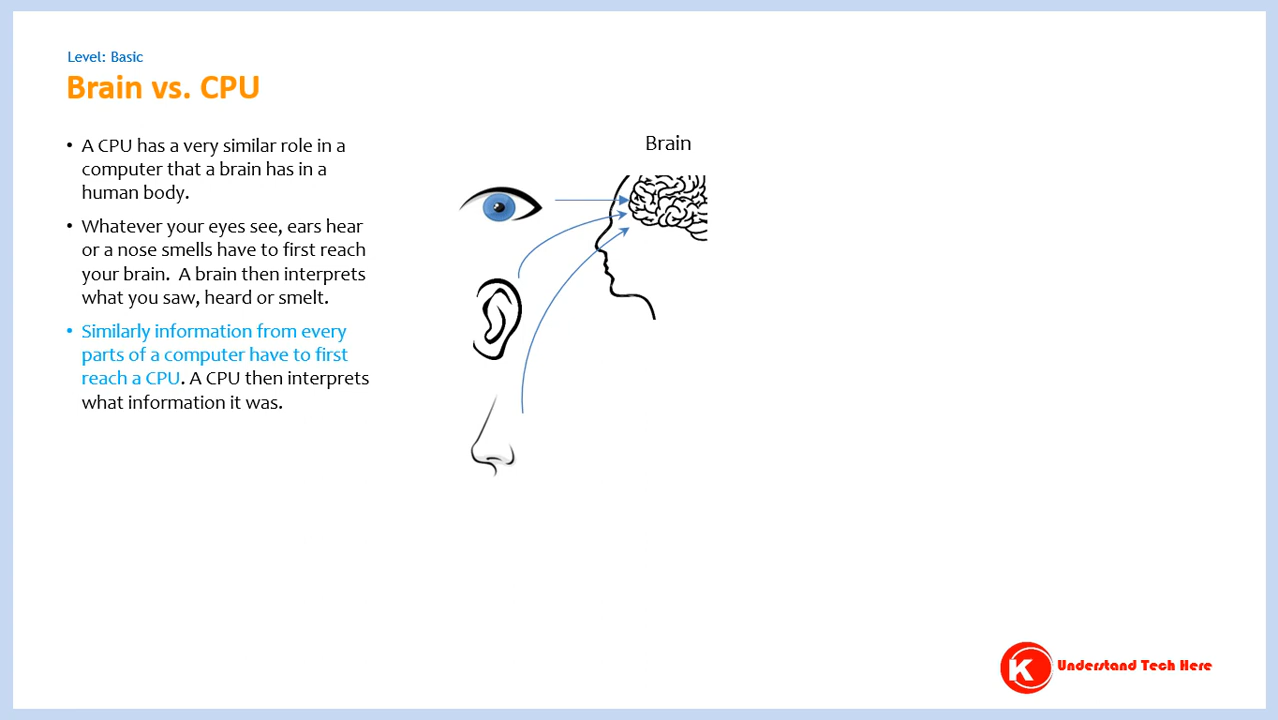 Level: Basic
Brain vs. CPU
• A CPU has a very similar role in a
computer that a brain has in a
human body.
• Whatever your eyes see, ears hear
or a nose smells have to first reach
your brain.  A brain then interprets
what you saw, heard or smelt.
• Similarly information from every
parts of a computer have to first
reach a CPU. A CPU then interprets
what information it was.
Brain
K Understand Tech Here